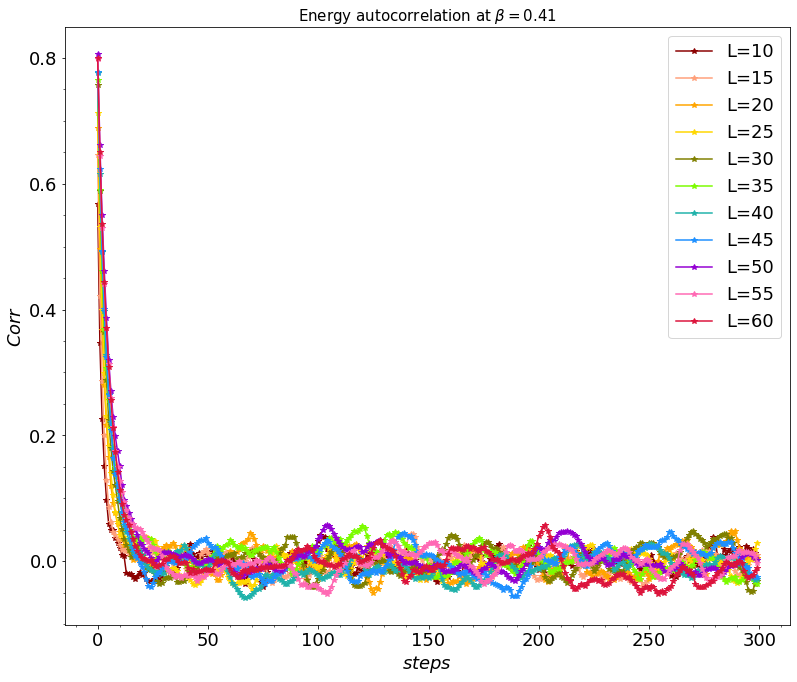 Energy autocorrelation at β = 0.41
Corr
0.8
0.6
0.4
0.2
0.0
0
50
100
150
200
250
300
steps
L=10
L=15
L=20
L=25
L=30
L=35
L=40
L=45
L=50
L=55
L=60